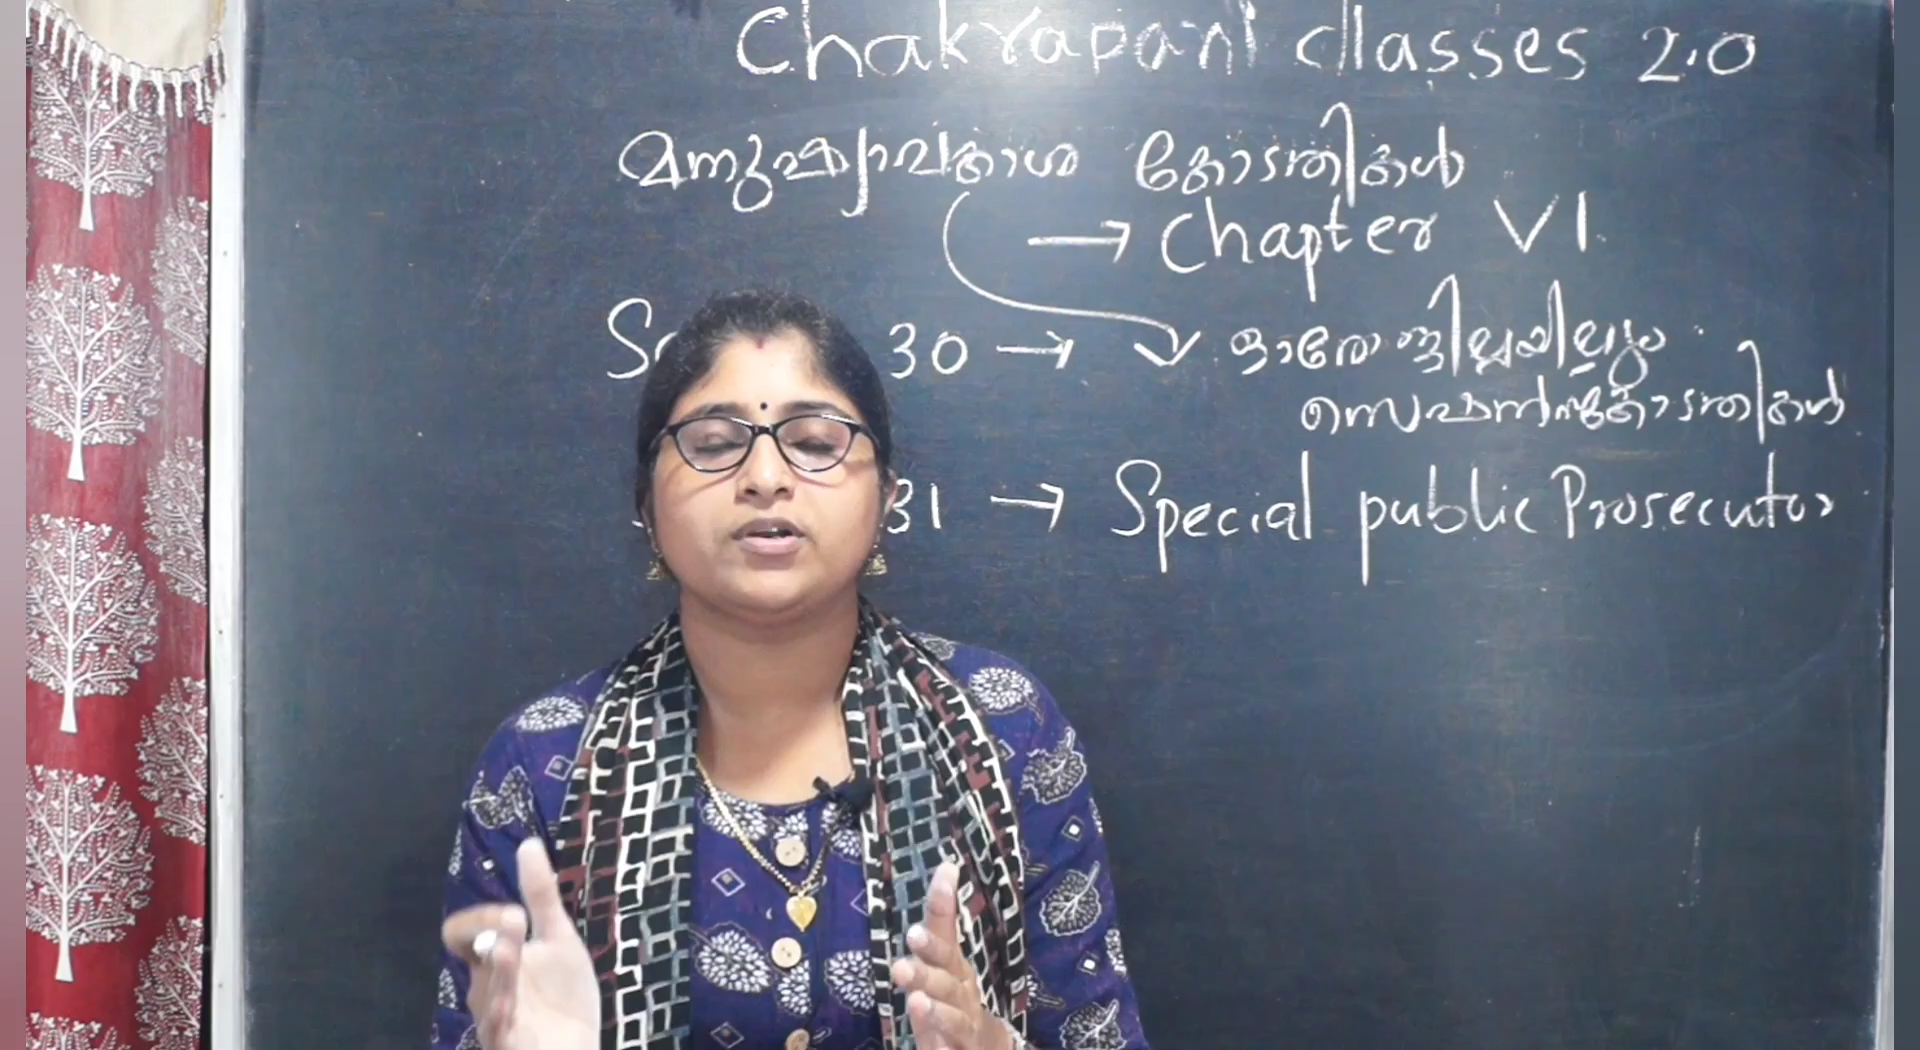 Chakrapani classes 2.0
മനുഷ്യാവകാശ കോടതികൾ
→ Chapter VI
30 → ഓരോ ജില്ലയിലും
സെഷൻസ് കോടതികൾ
31 → Special public Prosecutor